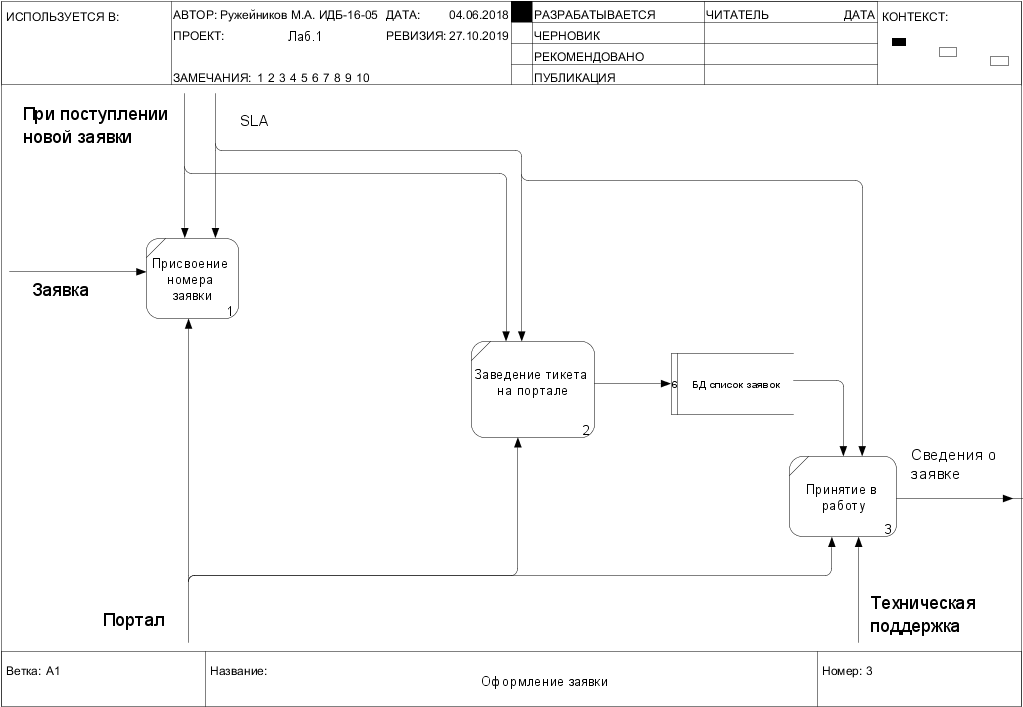 ИСПОЛЬЗУЕТСЯ В:
АВТОР: Ружейников М.А. ИДБ-16-05 ДАТА: 04.06.2018
ПРОЕКТ: Лаб.1 РЕВИЗИЯ: 27.10.2019
ЗАМЕЧАНИЯ: 1 2 3 4 5 6 7 8 9 10
РАЗРАБАТЫВАЕТСЯ
ЧЕРНОВИК
РЕКОМЕНДОВАНО
ПУБЛИКАЦИЯ
ЧИТАТЕЛЬ ДАТА
КОНТЕКСТ:
При поступлении
новой заявки
SLA
Присвоение
номера
заявки
1
Заявка
Заведение тикета
на портале
2
6 БД список заявок
Принятие в
работу
3
Сведения о
заявке
Портал
Техническая
поддержка
Ветка: A1
Название:
Оформление заявки
Номер: 3